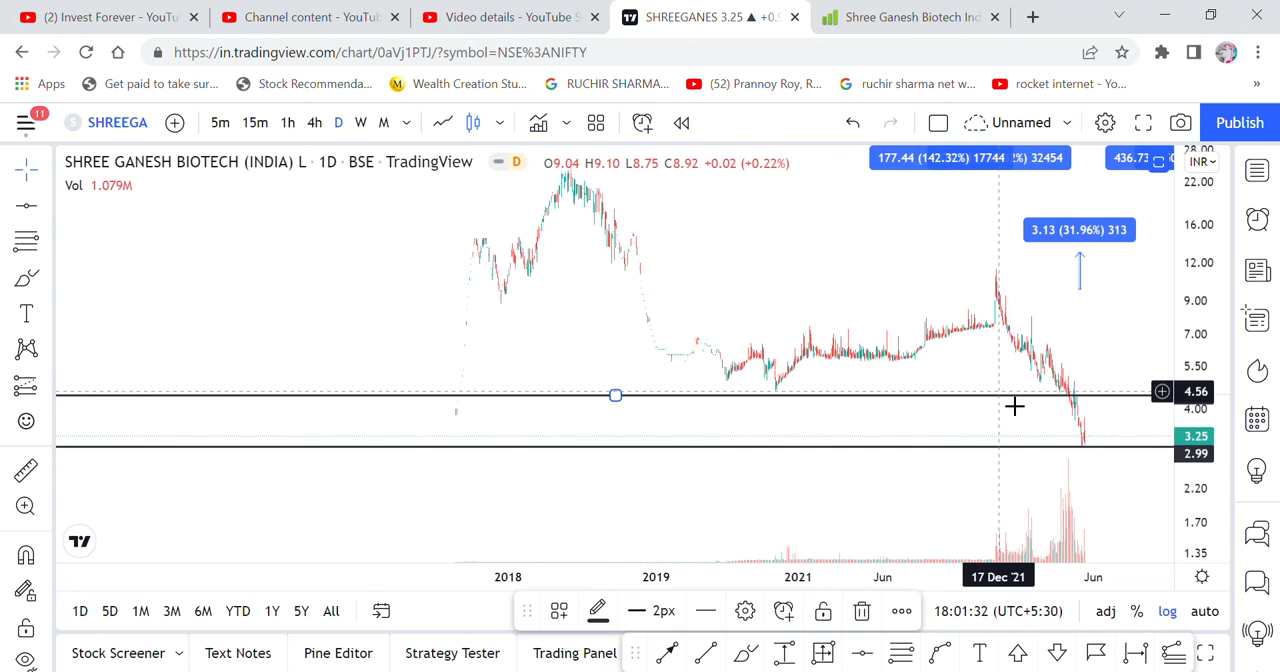 (2) Invest Forever - YouTu
Channel content - YouTub
Video details - YouTube S
SHREEGANES 3.25 ▲ +0.9
Shree Ganesh Biotech Ind
https://in.tradingview.com/chart/0aVj1PTJ/?symbol=NSE%3ANIFTY
Apps
Get paid to take sur...
Stock Recommenda...
Wealth Creation Stu...
RUCHIR SHARMA...
(52) Prannoy Roy, R...
ruchir sharma net w...
rocket internet - Yo...
»
11
S SHREEGA
5m 15m 1h 4h D W M
Unnamed
Publish
SHREE GANESH BIOTECH (INDIA) L · 1D · BSE · TradingView
D
O9.04 H9.10 L8.75 C8.92 +0.02 (+0.22%)
Vol 1.079M
177.44 (142.32%) 17744
%) 32454
436.73
INR
28.00
22.00
16.00
12.00
9.00
7.00
5.50
4.56
4.00
3.25
2.99
2.20
1.70
1.35
3.13 (31.96%) 313
2018
2019
2021
Jun
17 Dec '21
Jun
1D 5D 1M 3M 6M YTD 1Y 5Y All
2px
18:01:32 (UTC+5:30)
adj % log auto
Stock Screener
Text Notes
Pine Editor
Strategy Tester
Trading Panel